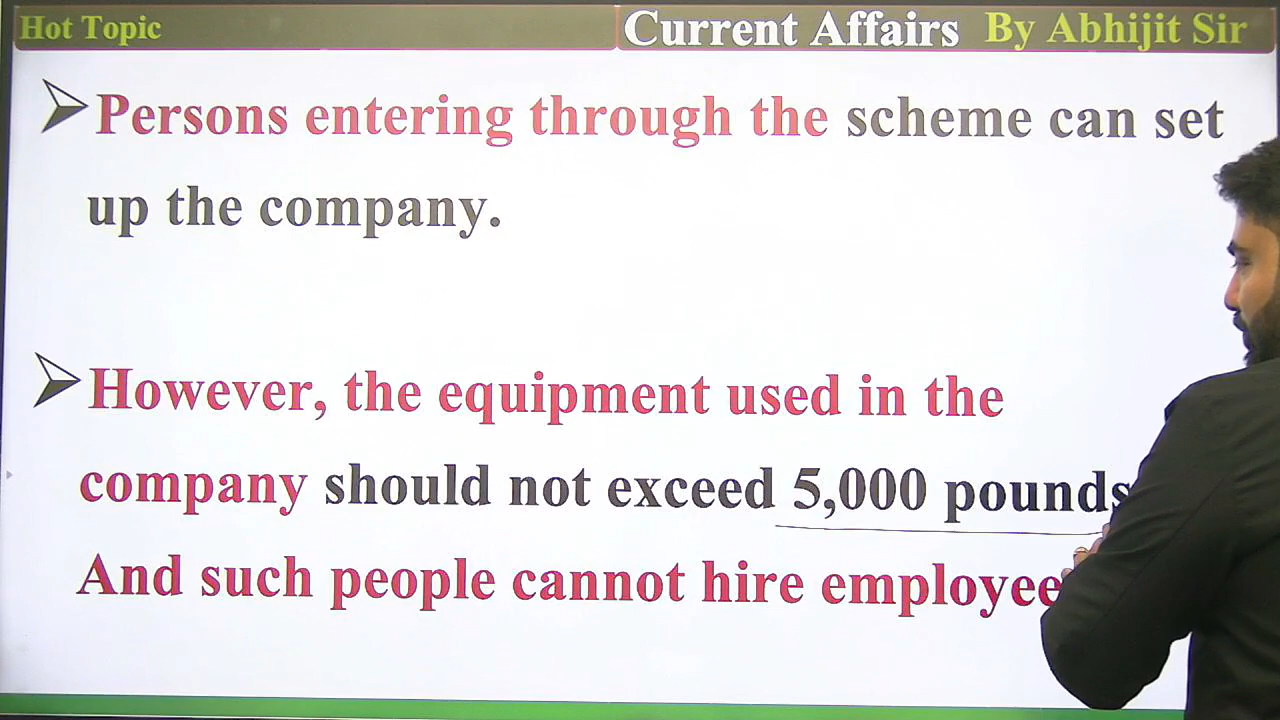 Hot Topic
Current Affairs By Abhijit Sir
Persons entering through the scheme can set
up the company.
However, the equipment used in the
company should not exceed 5,000 pounds
And such people cannot hire